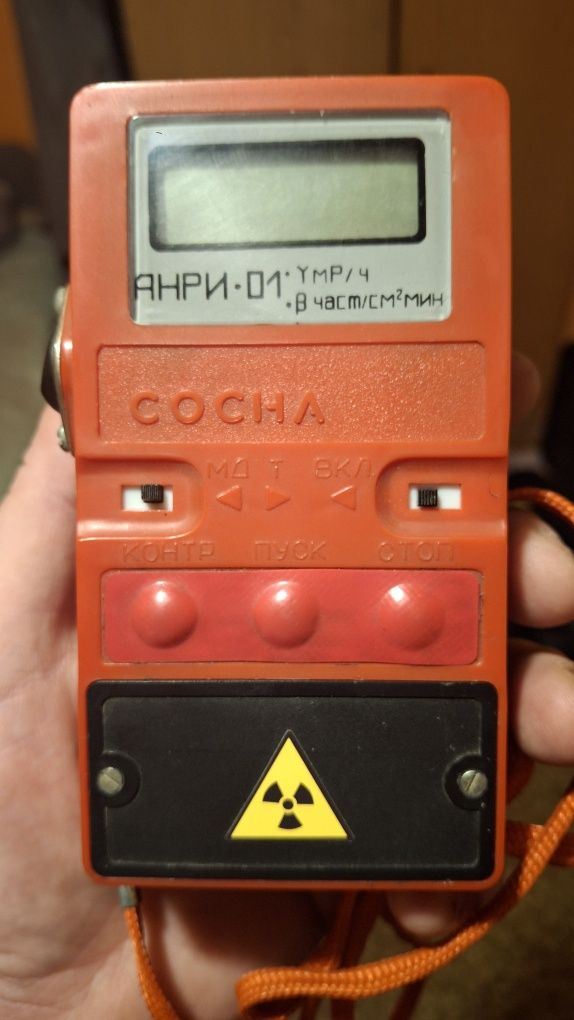 АНРИ·01
·γмР/ч
·β част/см²мин
СОСНА
МД Т ВКЛ
КОНТР ПУСК СТОП